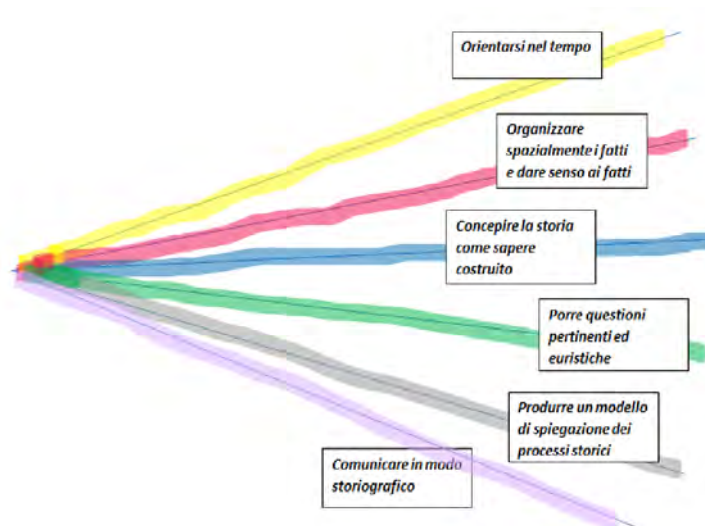 Orientarsi nel tempo
Organizzare
spazialmente i fatti
e dare senso ai fatti
Concepire la storia
come sapere
costruito
Porre questioni
pertinenti ed
euristiche
Produrre un modello
di spiegazione dei
processi storici
Comunicare in modo
storiografico